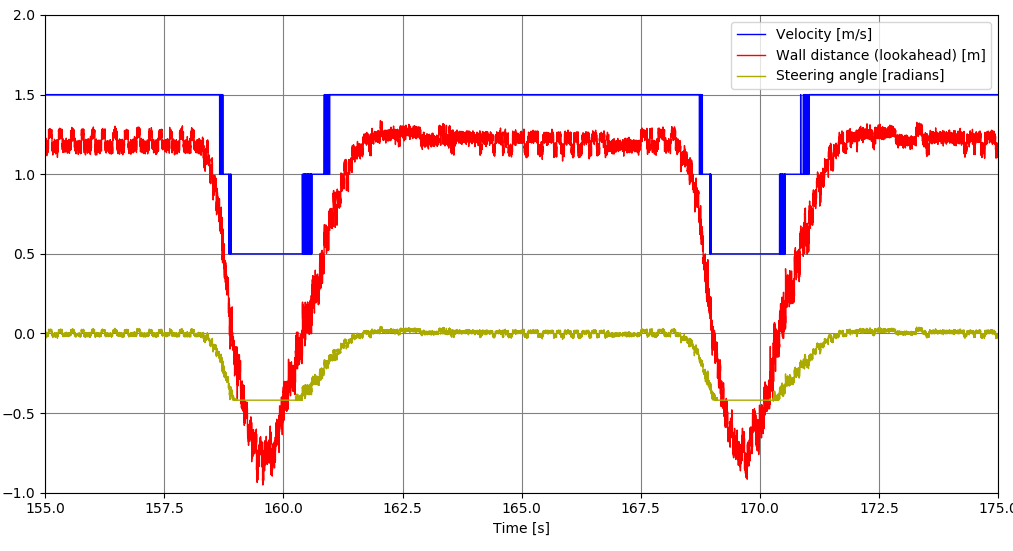 2.0
1.5
1.0
0.5
0.0
−0.5
−1.0
Velocity [m/s]
Wall distance (lookahead) [m]
Steering angle [radians]
155.0 157.5 160.0 162.5 165.0 167.5 170.0 172.5 175.0
Time [s]